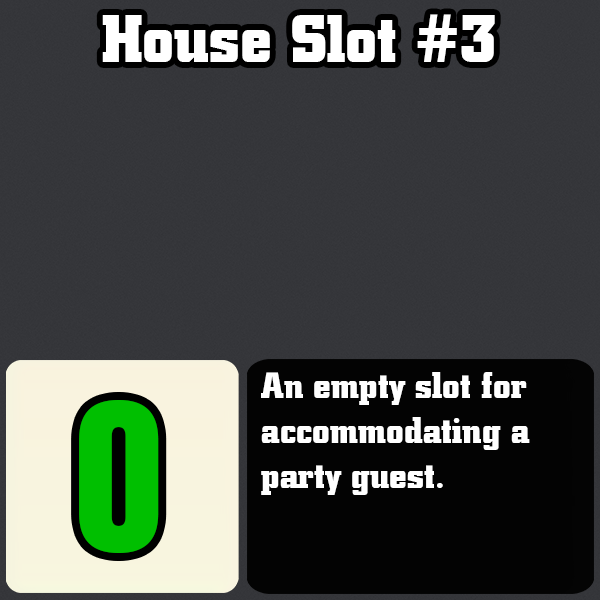 House Slot #3
0
An empty slot for
accommodating a
party guest.